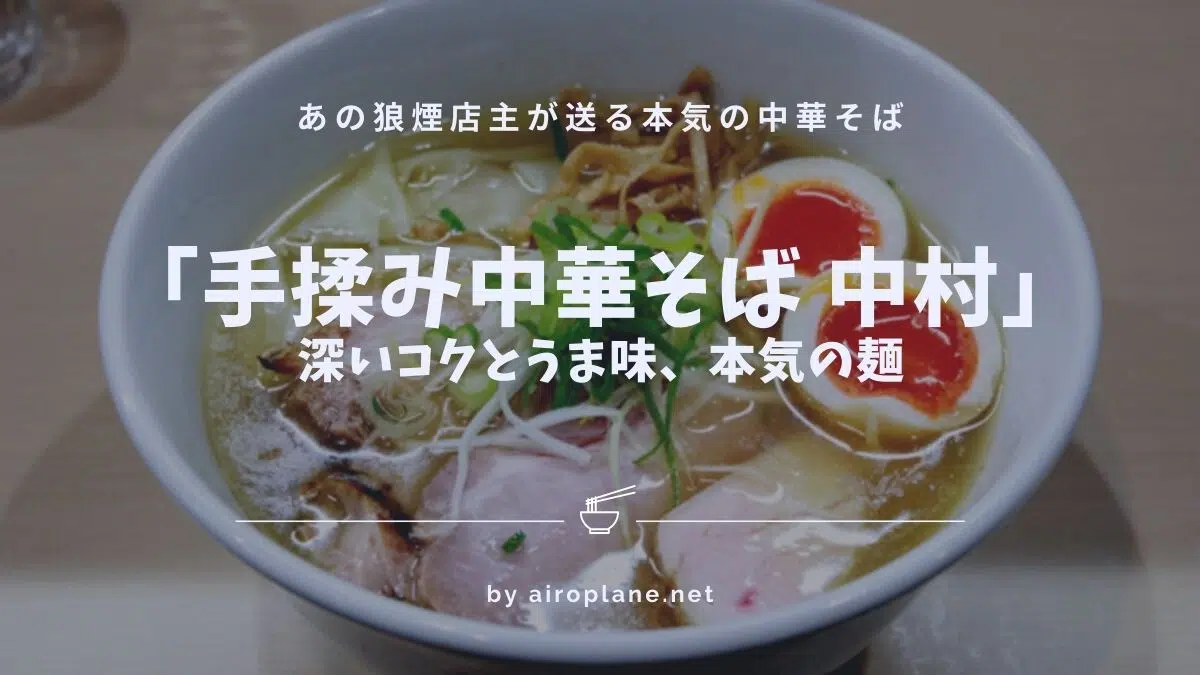 あの狼煙店主が送る本気の中華そば
「手揉み中華そば 中村」
深いコクとうま味、本気の麺
by airoplane.net